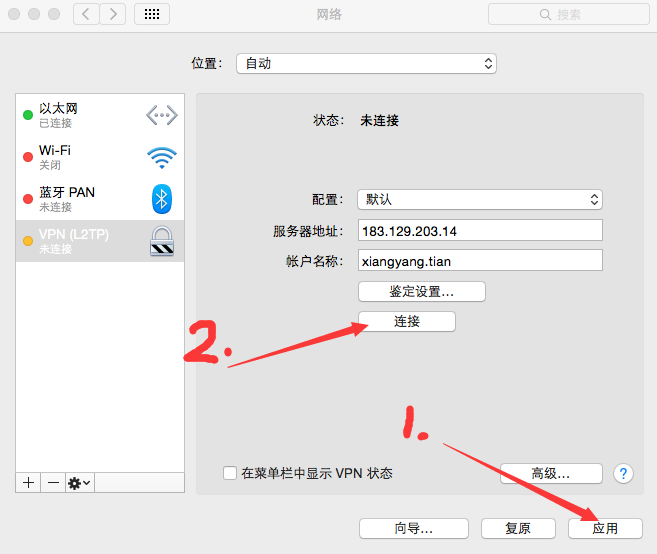 网络
搜索
位置：
自动
以太网
已连接
Wi-Fi
关闭
蓝牙 PAN
未连接
VPN (L2TP)
未连接
状态：
未连接
配置：
默认
服务器地址：
183.129.203.14
帐户名称：
xiangyang.tian
鉴定设置...
连接
2.
1.
在菜单栏中显示 VPN 状态
高级...
?
向导...
复原
应用